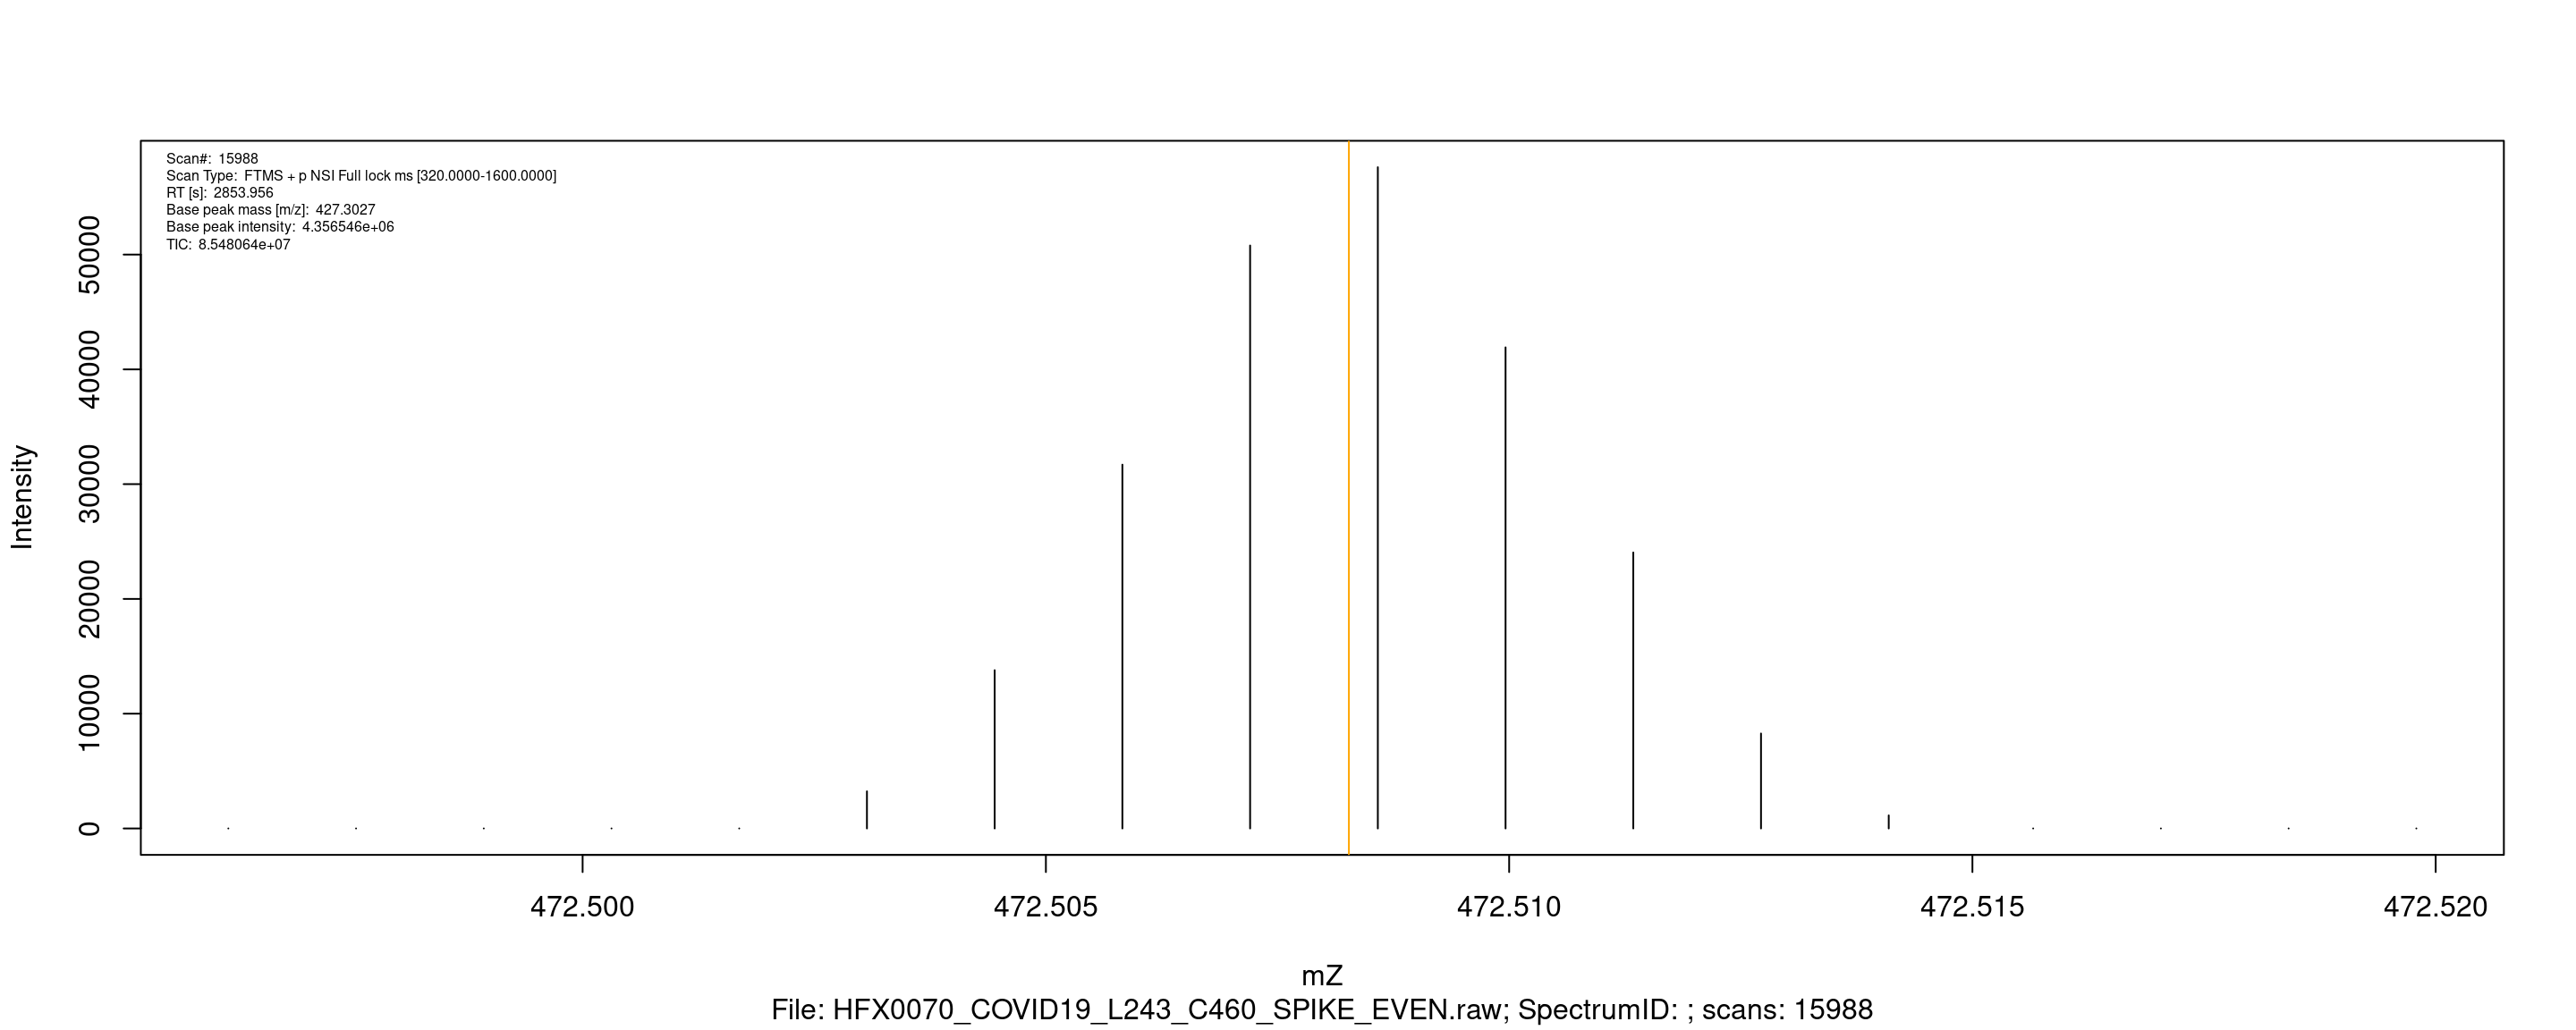 Scan#: 15988
Scan Type: FTMS + p NSI Full lock ms [320.0000-1600.0000]
RT [s]: 2853.956
Base peak mass [m/z]: 427.3027
Base peak intensity: 4.356546e+06
TIC: 8.548064e+07
Intensity
50000
40000
30000
20000
10000
0
472.500 472.505 472.510 472.515 472.520
mZ
File: HFX0070_COVID19_L243_C460_SPIKE_EVEN.raw; SpectrumID: ; scans: 15988